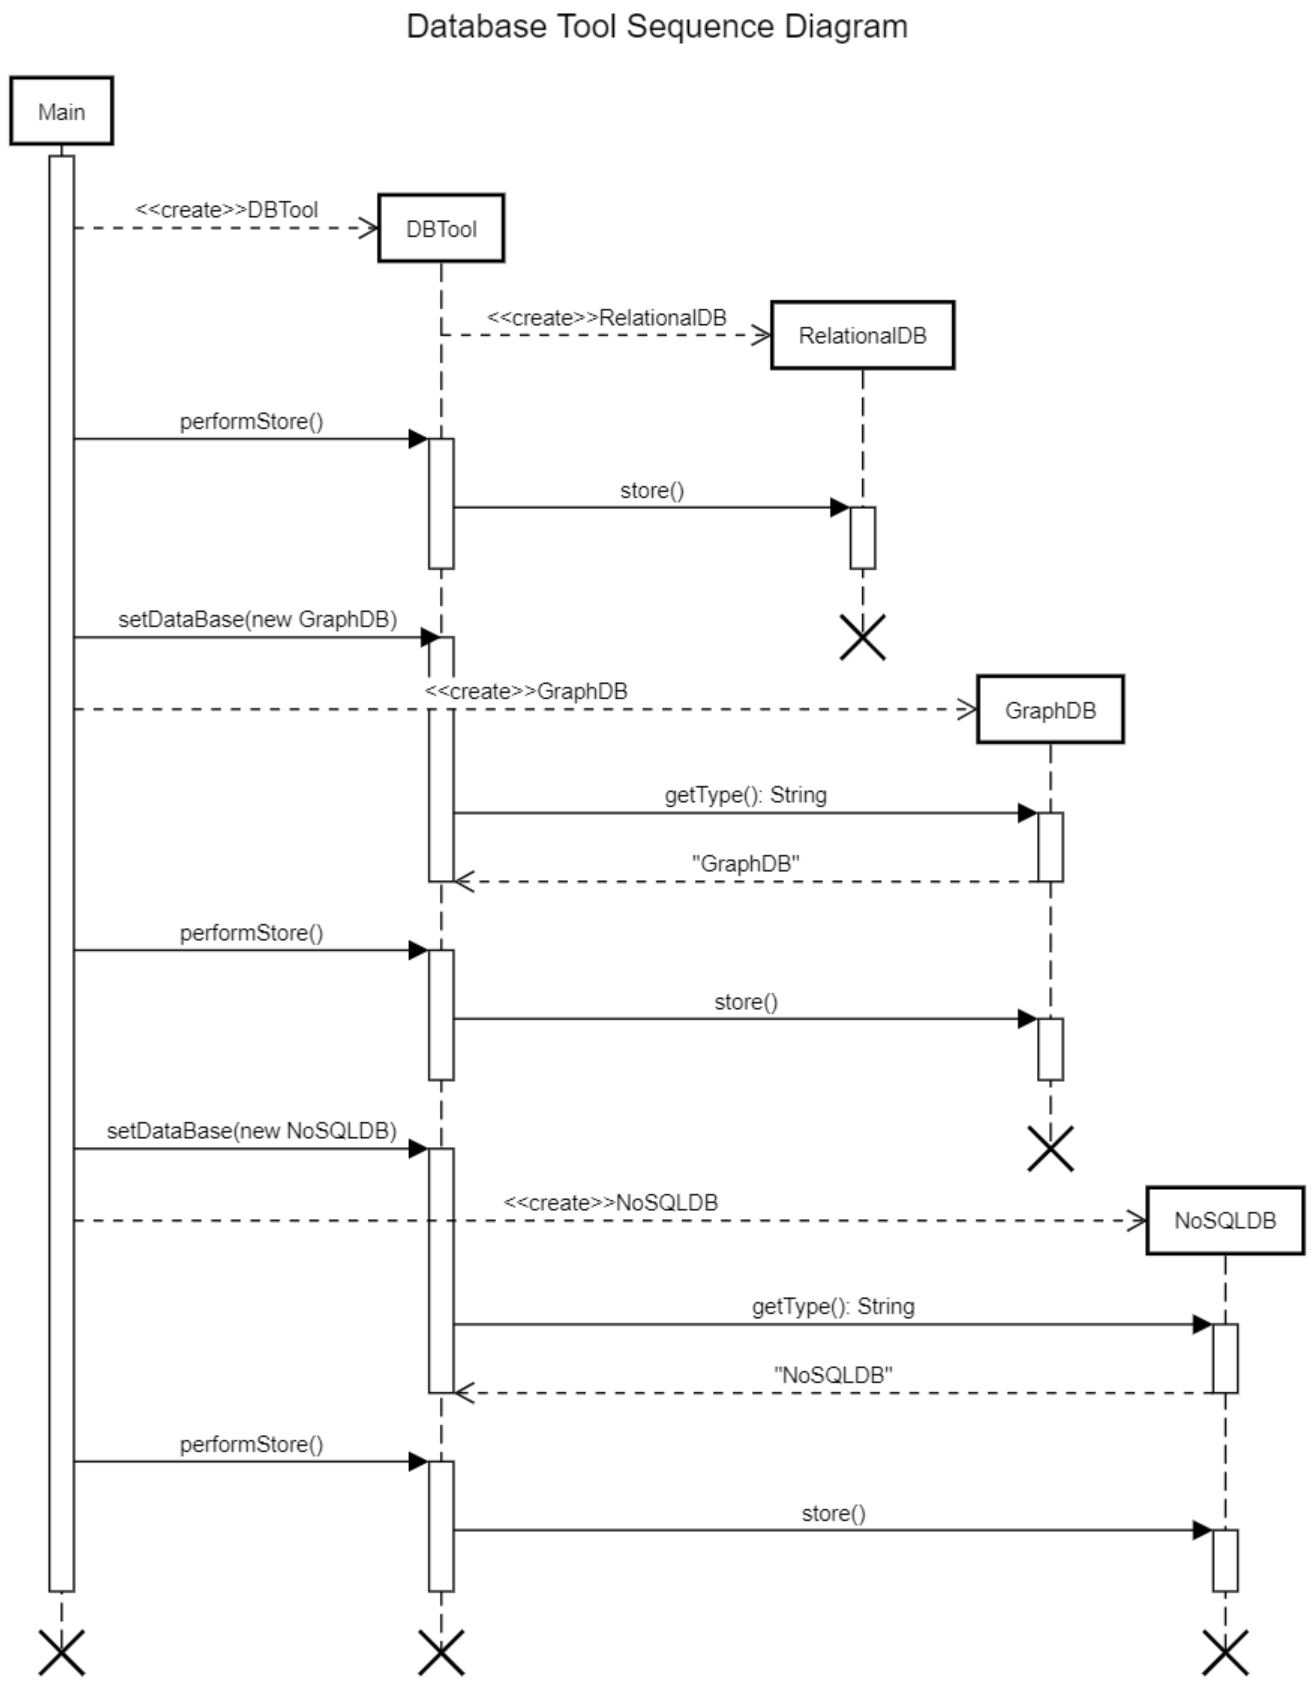 Database Tool Sequence Diagram
Main
<<create>>DBTool
DBTool
<<create>>RelationalDB
RelationalDB
performStore()
store()
setDataBase(new GraphDB)
<<create>>GraphDB
GraphDB
getType(): String
"GraphDB"
performStore()
store()
setDataBase(new NoSQLDB)
<<create>>NoSQLDB
NoSQLDB
getType(): String
"NoSQLDB"
performStore()
store()